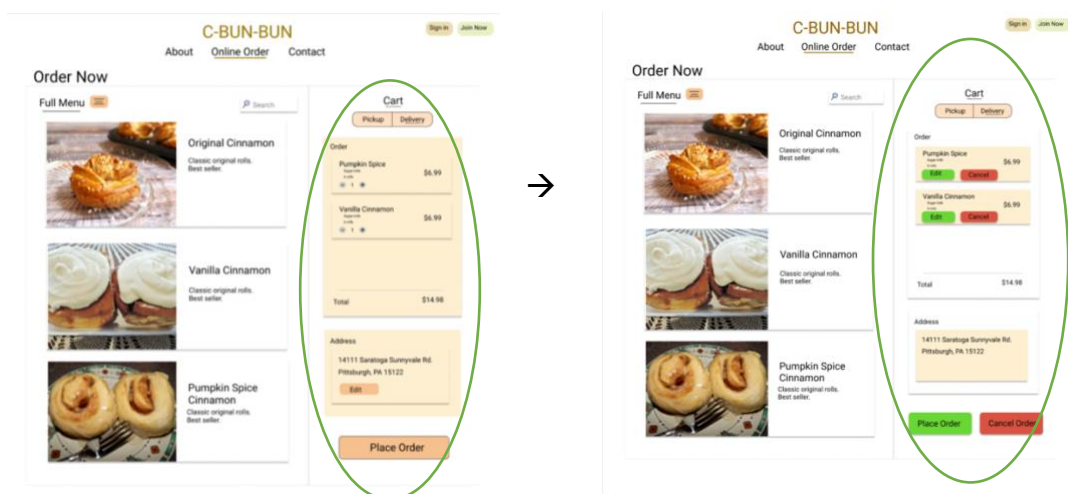 C-BUN-BUN
Sign in Join Now
About Online Order Contact
Order Now
Full Menu
Search
Original Cinnamon
Classic original rolls.
Best seller.
Vanilla Cinnamon
Classic original rolls.
Best seller.
Pumpkin Spice
Cinnamon
Classic original rolls.
Best seller.
Cart
Pickup Delivery
Order
Pumpkin Spice
$6.99
1
Vanilla Cinnamon
$6.99
1
Total $14.98
Address
14111 Saratoga Sunnyvale Rd.
Pittsburgh, PA 15122
Edit
Place Order
→
C-BUN-BUN
Sign in Join Now
About Online Order Contact
Order Now
Full Menu
Search
Original Cinnamon
Classic original rolls.
Best seller.
Vanilla Cinnamon
Classic original rolls.
Best seller.
Pumpkin Spice
Cinnamon
Classic original rolls.
Best seller.
Cart
Pickup Delivery
Order
Pumpkin Spice
$6.99
Edit Cancel
Vanilla Cinnamon
$6.99
Edit Cancel
Total $14.98
Address
14111 Saratoga Sunnyvale Rd.
Pittsburgh, PA 15122
Place Order Cancel Order